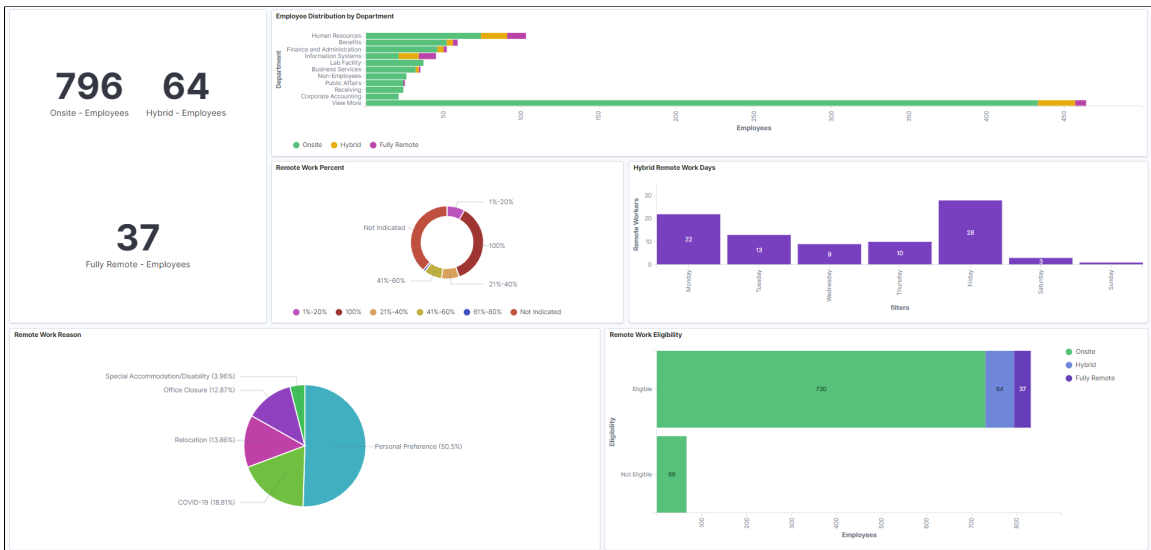 796
Onsite - Employees
64
Hybrid - Employees
37
Fully Remote - Employees
Employee Distribution by Department
Department
Human Resources
Benefits
Finance and Administration
Information Systems
Lab Facility
Business Services
Non-Employees
Public Affairs
Receiving
Corporate Accounting
View More
50
100
150
200
250
300
350
400
450
Employees
Onsite
Hybrid
Fully Remote
Remote Work Percent
1%-20%
Not Indicated
100%
41%-60%
21%-40%
1%-20%
100%
21%-40%
41%-60%
61%-80%
Not Indicated
Hybrid Remote Work Days
Remote Workers
30
20
10
0
22
13
9
10
28
3
Monday
Tuesday
Wednesday
Thursday
Friday
Saturday
Sunday
filters
Remote Work Reason
Special Accommodation/Disability (3.96%)
Office Closure (12.87%)
Relocation (13.86%)
Personal Preference (50.5%)
COVID-19 (18.81%)
Remote Work Eligibility
Onsite
Hybrid
Fully Remote
Eligibility
Eligible
730
64
37
Not Eligible
66
100
200
300
400
500
600
700
800
Employees